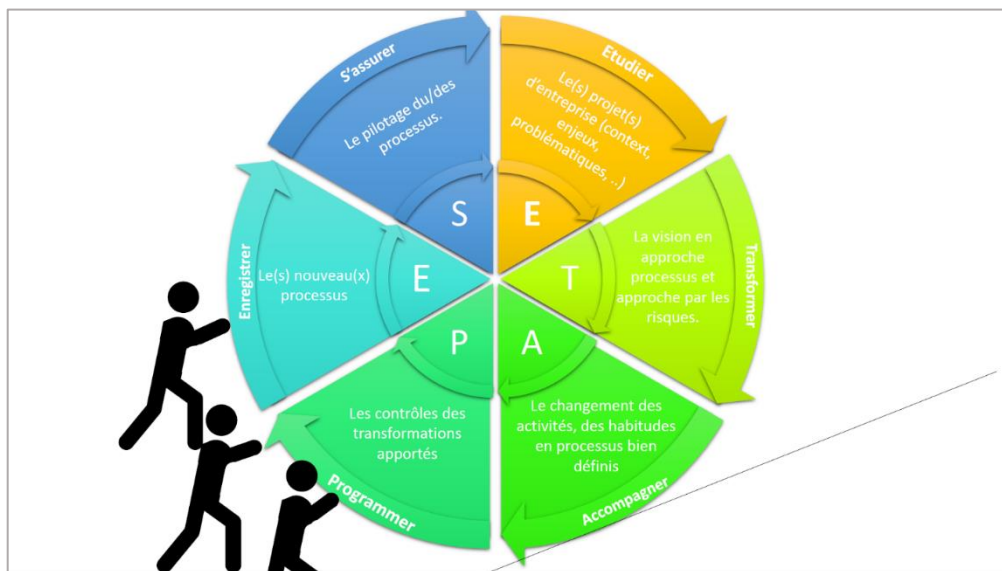 Etudier
Le(s) projet(s)
d'entreprise (context,
enjeux,
problématiques, ..)
E
Transformer
La vision en
approche
processus et
approche par les
risques.
T
Accompagner
Le changement des
activités, des habitudes
en processus bien
définis
A
Programmer
Les contrôles des
transformations
apportés
P
Enregistrer
Le(s) nouveau(x)
processus
E
S'assurer
Le pilotage du/des
processus.
S